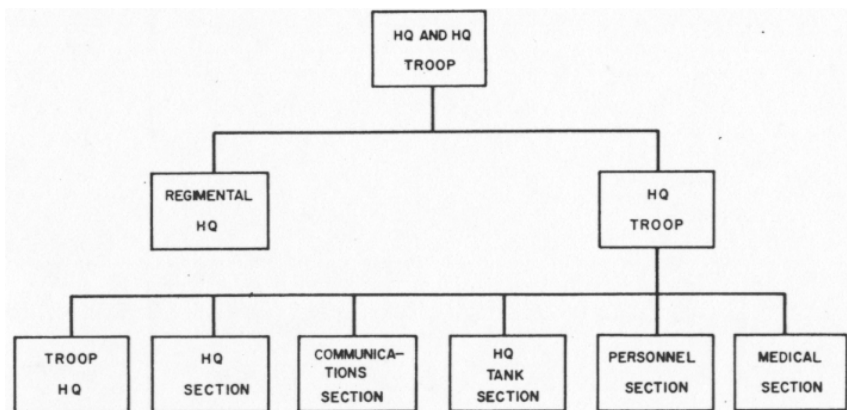 HQ AND HQ
TROOP
REGIMENTAL
HQ
HQ
TROOP
TROOP
HQ
HQ
SECTION
COMMUNICA-
TIONS
SECTION
HQ
TANK
SECTION
PERSONNEL
SECTION
MEDICAL
SECTION